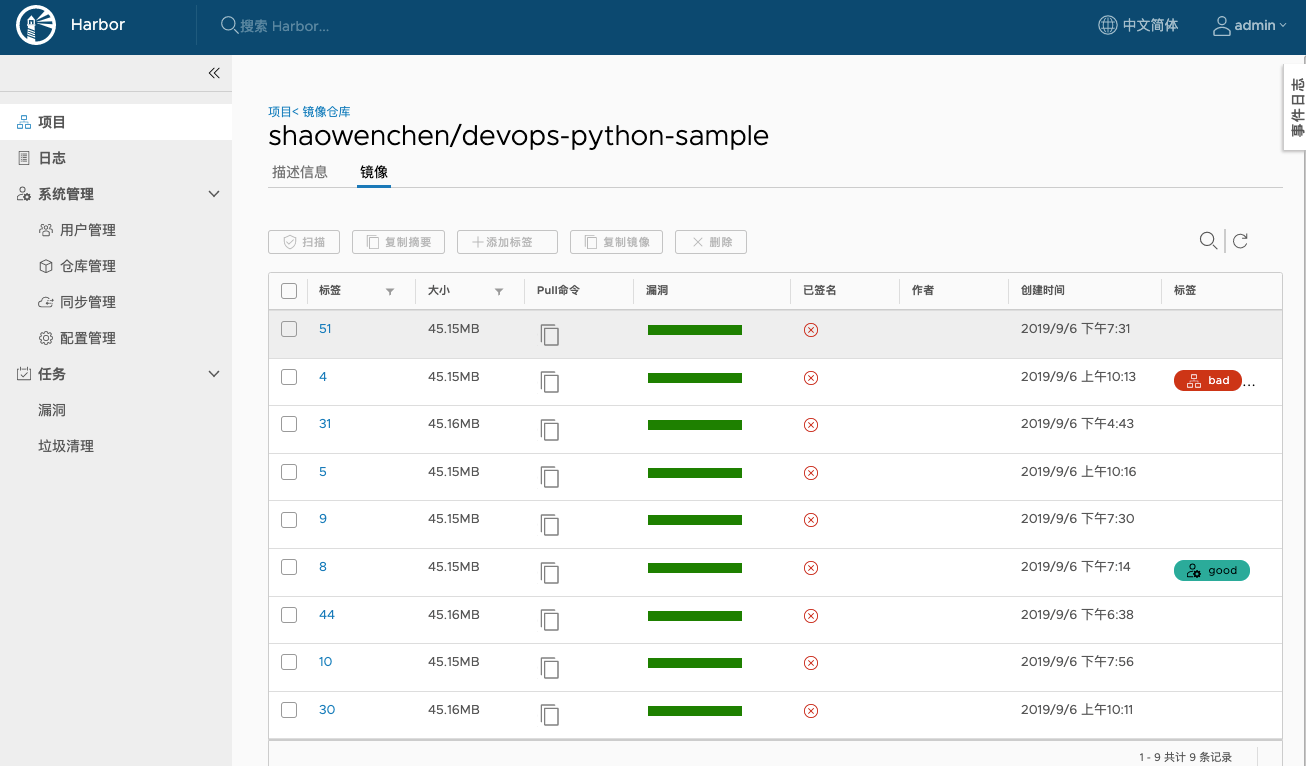 Harbor
搜索 Harbor...
中文简体
admin
事件日志
项目
日志
系统管理
用户管理
仓库管理
同步管理
配置管理
任务
漏洞
垃圾清理
项目< 镜像仓库
shaowenchen/devops-python-sample
描述信息 镜像
扫描 复制摘要 添加标签 复制镜像 删除
标签 大小 Pull命令 漏洞 已签名 作者 创建时间 标签
51 45.15MB 2019/9/6 下午7:31
4 45.15MB 2019/9/6 上午10:13 bad ...
31 45.16MB 2019/9/6 下午4:43
5 45.15MB 2019/9/6 上午10:16
9 45.15MB 2019/9/6 下午7:30
8 45.15MB 2019/9/6 下午7:14 good
44 45.16MB 2019/9/6 下午6:38
10 45.15MB 2019/9/6 下午7:56
30 45.16MB 2019/9/6 上午10:11
1 - 9 共计 9 条记录